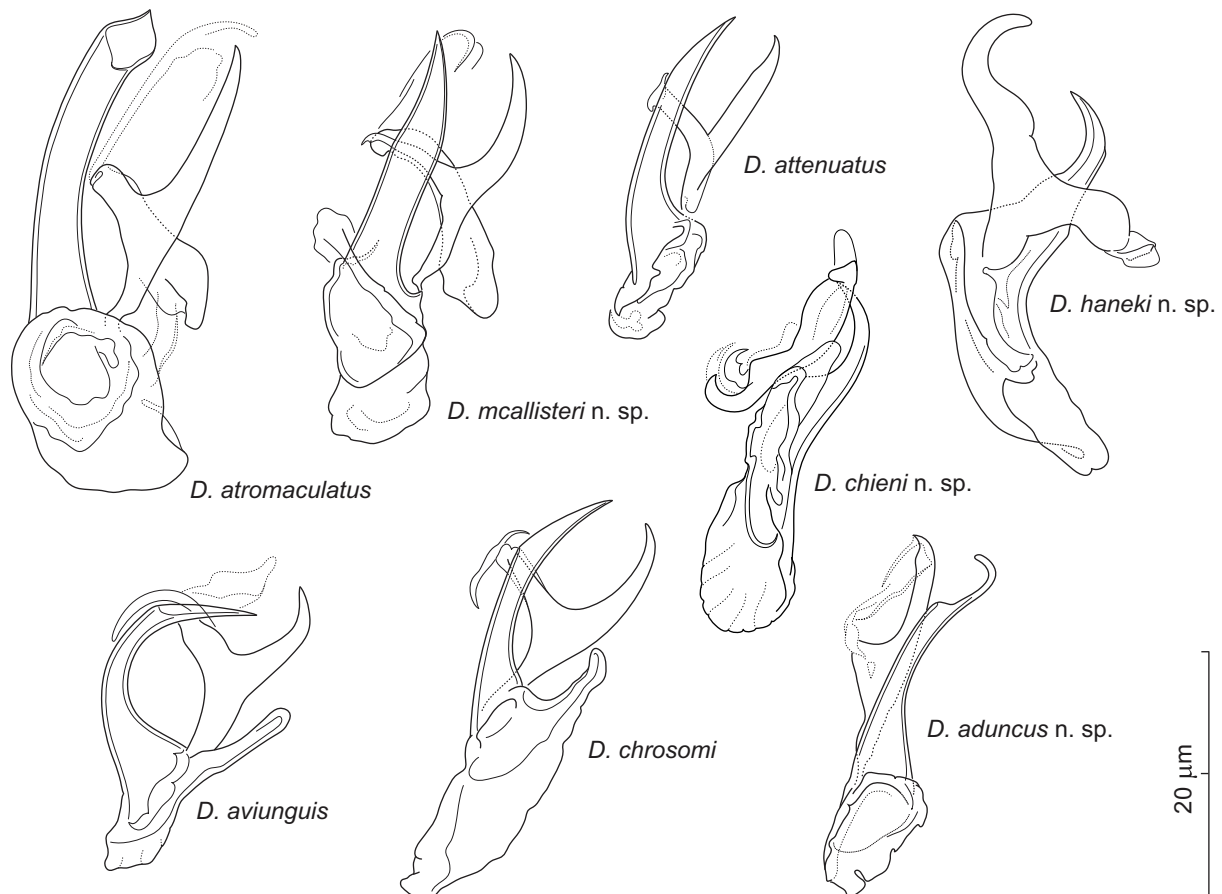 D. attenuatus
D. haneki n. sp.
D. mcallisteri n. sp.
D. atromaculatus
D. chieni n. sp.
D. aduncus n. sp.
D. chrosomi
D. aviunguis
20 µm